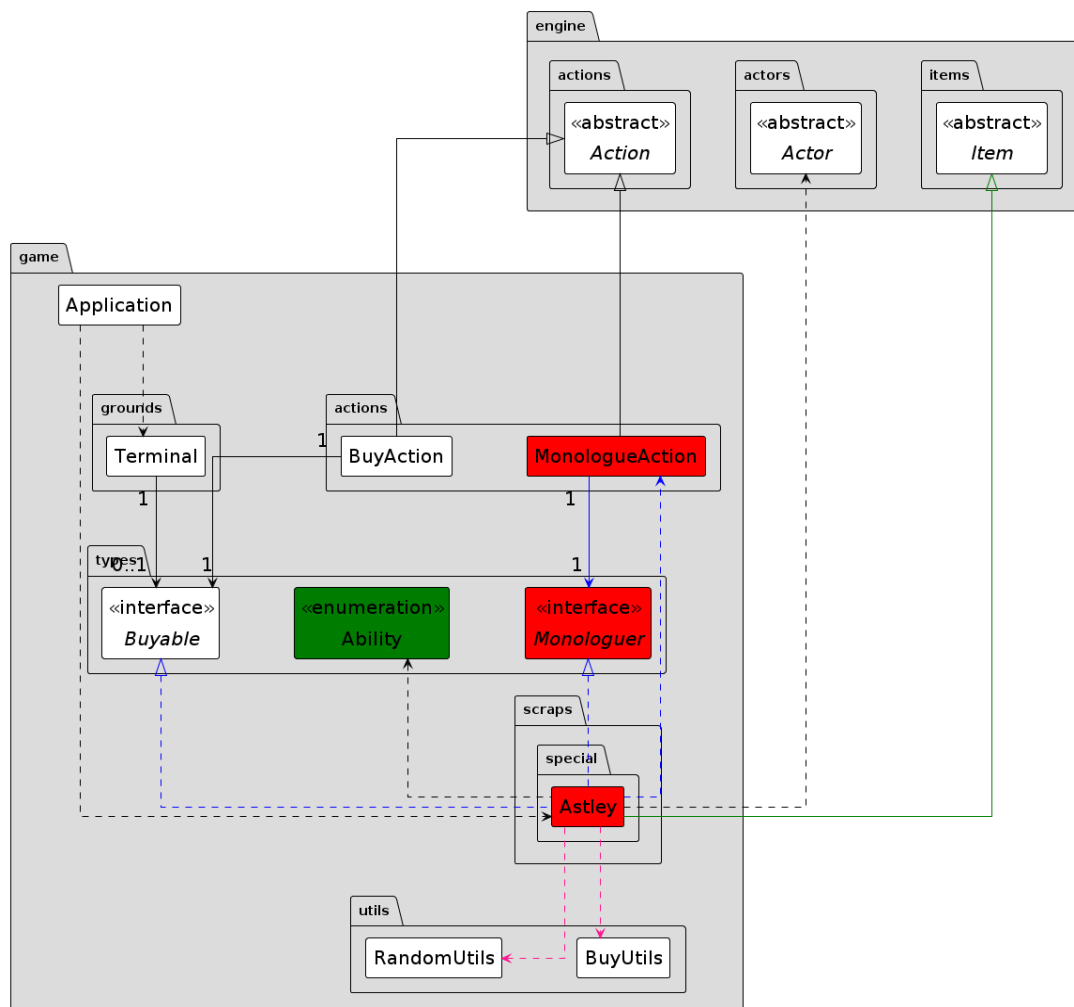 engine
actions
actors
items
«abstract»
Action
«abstract»
Actor
«abstract»
Item
game
Application
grounds
actions
Terminal
1
BuyAction
MonologueAction
1
1
types
0..1
1
1
«interface»
Buyable
«enumeration»
Ability
«interface»
Monologuer
scraps
special
Astley
utils
RandomUtils
BuyUtils